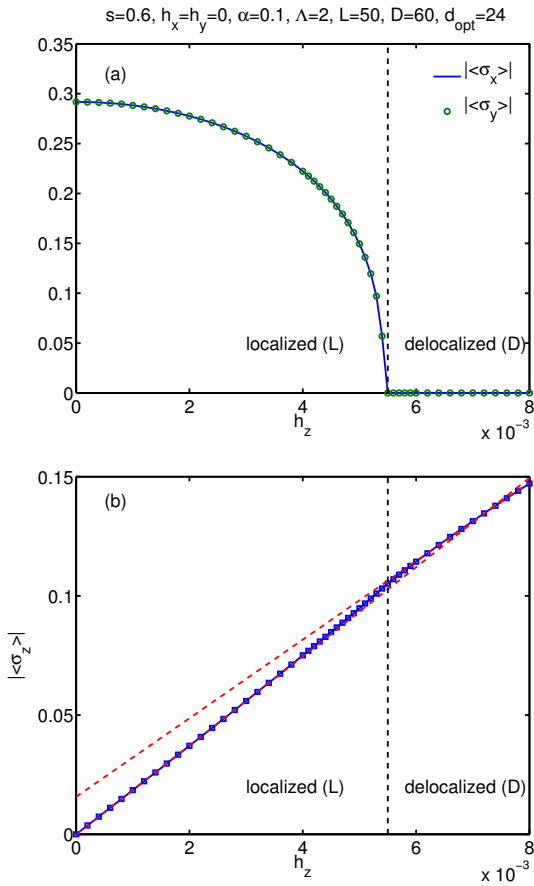 s=0.6, h_x=h_y=0, α=0.1, Λ=2, L=50, D=60, d_opt=24
0.35
(a)
|<σ_x>|
|<σ_y>|
0.3
0.25
0.2
0.15
0.1
0.05
0
localized (L)
delocalized (D)
0
2
4
6
8
h_z
x 10^-3
0.15
(b)
0.1
|<σ_z>|
0.05
localized (L)
delocalized (D)
0
0
2
4
6
8
h_z
x 10^-3